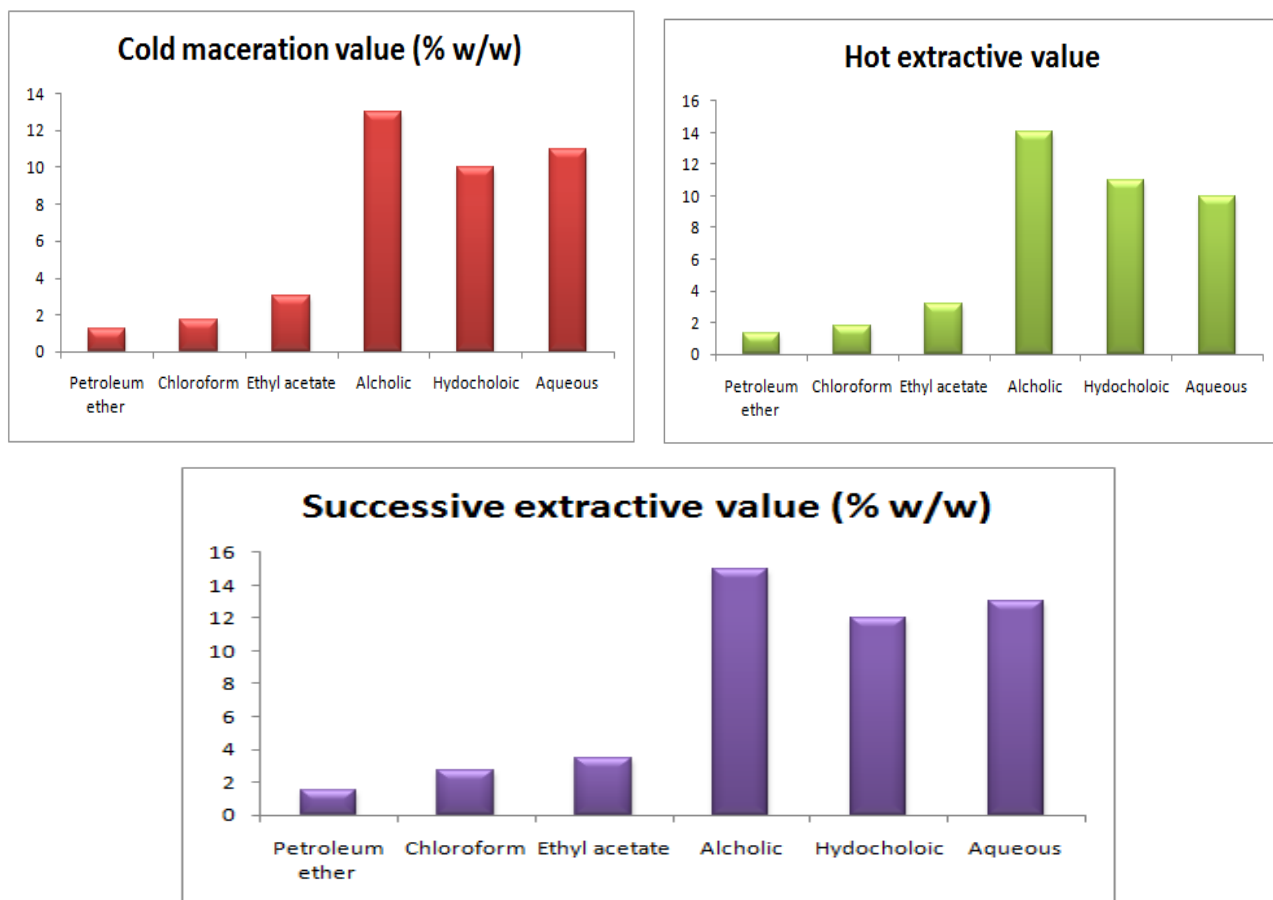 Cold maceration value (% w/w)
14
12
10
8
6
4
2
0
Petroleum ether
Chloroform
Ethyl acetate
Alcholic
Hydocholoic
Aqueous
Hot extractive value
16
14
12
10
8
6
4
2
0
Petroleum ether
Chloroform
Ethyl acetate
Alcholic
Hydocholoic
Aqueous
Successive extractive value (% w/w)
16
14
12
10
8
6
4
2
0
Petroleum ether
Chloroform
Ethyl acetate
Alcholic
Hydocholoic
Aqueous